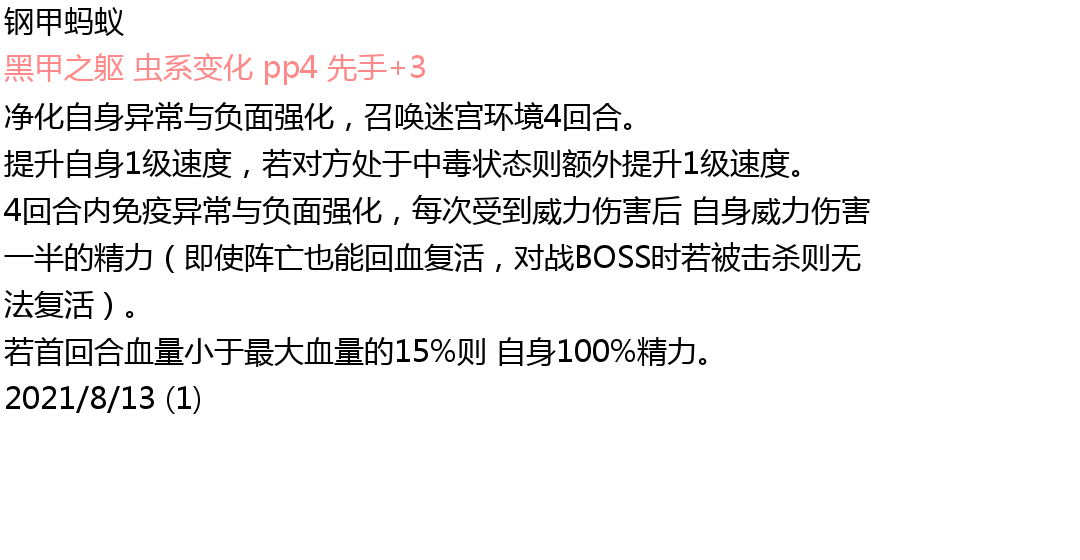 钢甲蚂蚁
黑甲之躯 虫系变化 pp4 先手+3
净化自身异常与负面强化，召唤迷宫环境4回合。
提升自身1级速度，若对方处于中毒状态则额外提升1级速度。
4回合内免疫异常与负面强化，每次受到威力伤害后 自身威力伤害
一半的精力（即使阵亡也能回血复活，对战BOSS时若被击杀则无
法复活）。
若首回合血量小于最大血量的15%则 自身100%精力。
2021/8/13 (1)